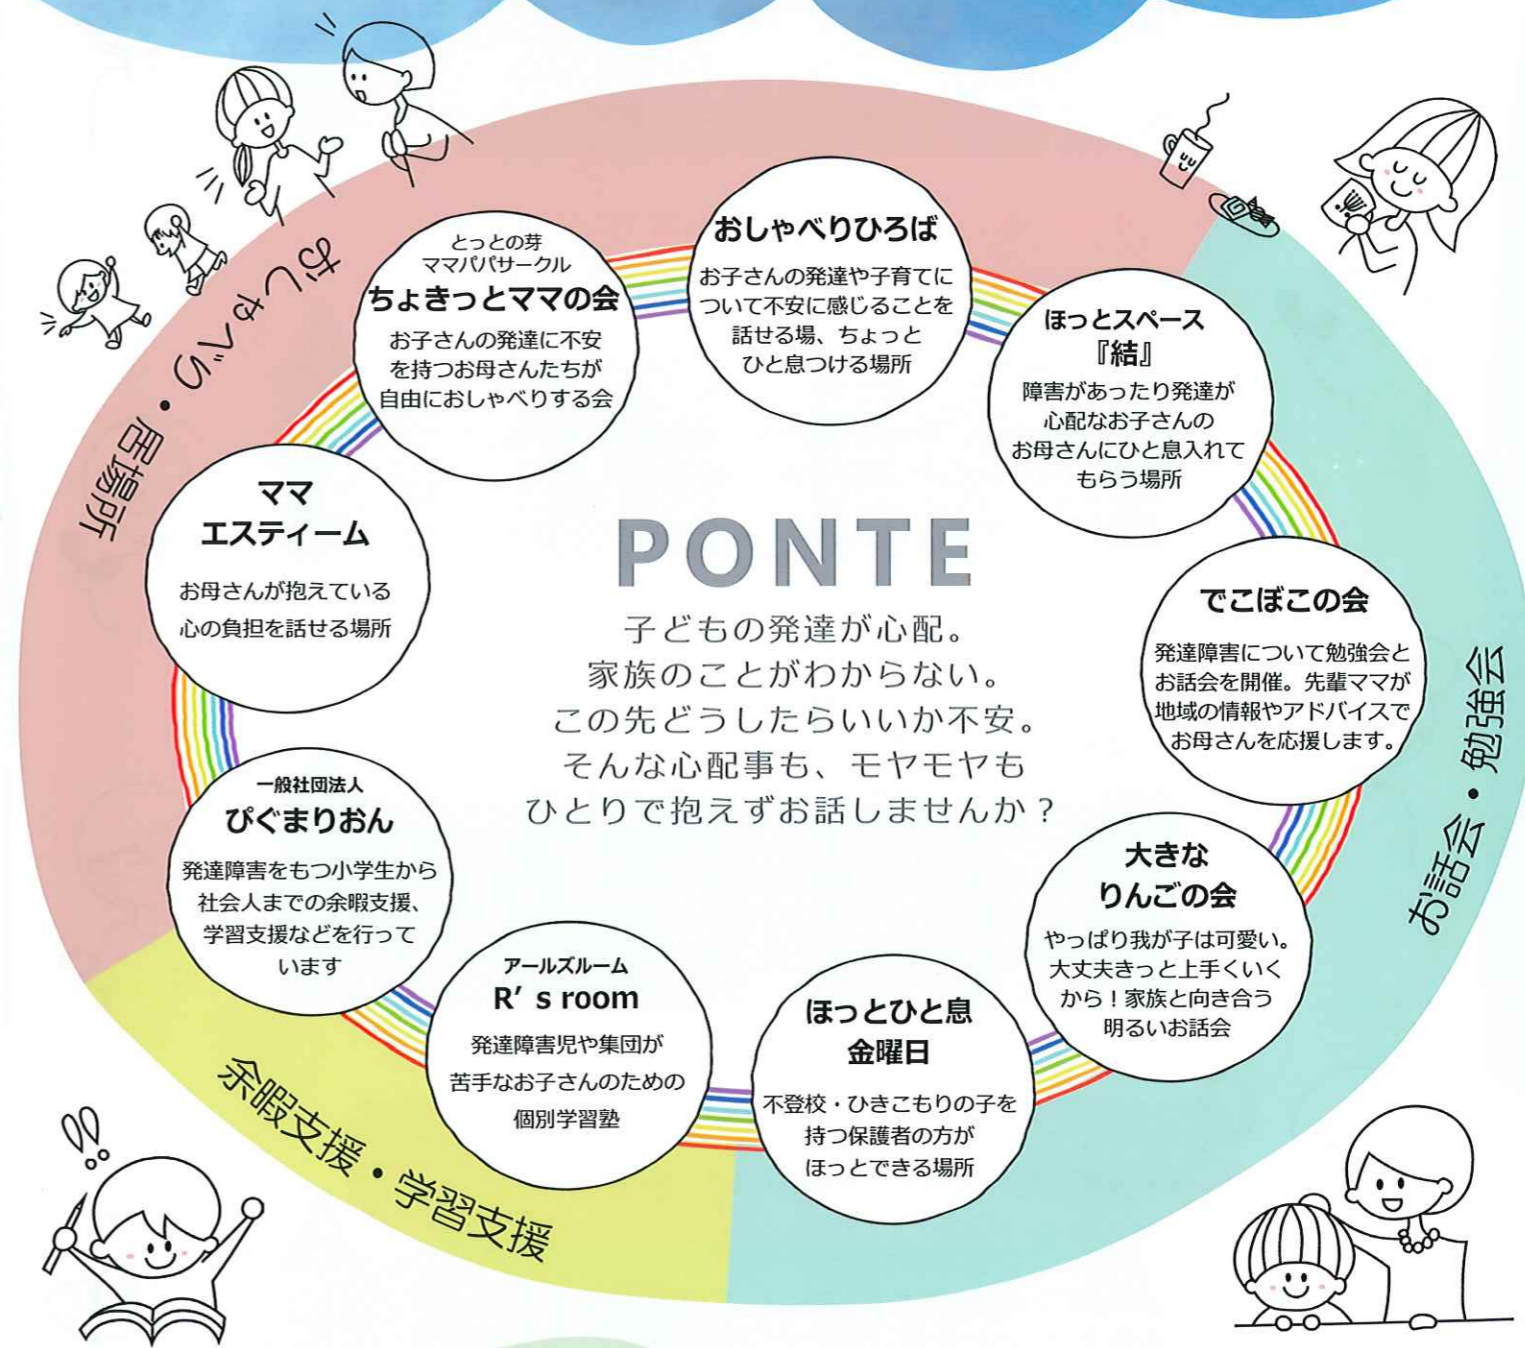 おしゃべり・居場所
とっとの芽
ママパパサークル
ちょきっとママの会
お子さんの発達に不安
を持つお母さんたちが
自由におしゃべりする会
おしゃべりひろば
お子さんの発達や子育てに
ついて不安に感じることを
話せる場、ちょっと
ひと息つける場所
ほっとスペース
『結』
障害があったり発達が
心配なお子さんの
お母さんにひと息入れて
もらう場所
ママ
エスティーム
お母さんが抱えている
心の負担を話せる場所
PONTE
子どもの発達が心配。
家族のことがわからない。
この先どうしたらいいか不安。
そんな心配事も、モヤモヤも
ひとりで抱えずお話しませんか？
でこぼこの会
発達障害について勉強会と
お話会を開催。先輩ママが
地域の情報やアドバイスで
お母さんを応援します。
お話会・勉強会
一般社団法人
ぴぐまりおん
発達障害をもつ小学生から
社会人までの余暇支援、
学習支援などを行って
います
大きな
りんごの会
やっぱり我が子は可愛い。
大丈夫きっと上手くいく
から！家族と向き合う
明るいお話会
アールズルーム
R’s room
発達障害児や集団が
苦手なお子さんのための
個別学習塾
ほっとひと息
金曜日
不登校・ひきこもりの子を
持つ保護者の方が
ほっとできる場所
余暇支援・学習支援
!!